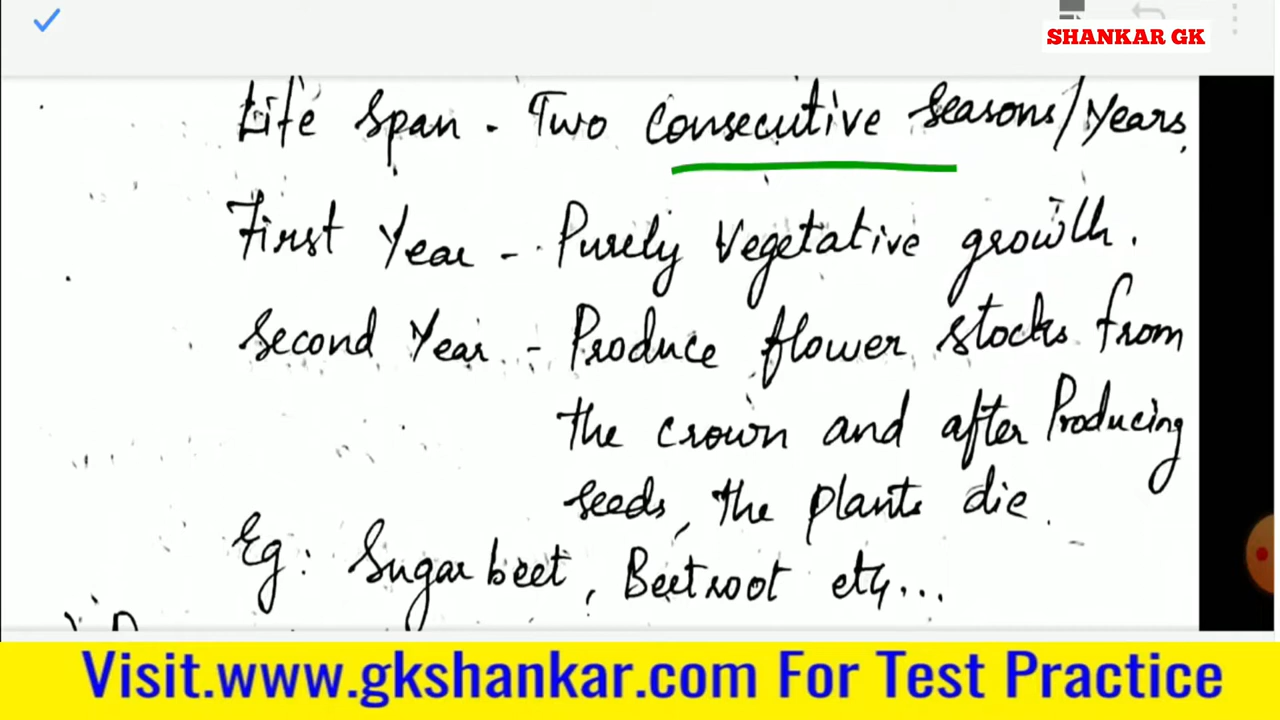 SHANKAR GK
Life Span - Two Consecutive Seasons/Years.
First Year - Purely Vegetative growth.
Second Year - Produce flower stocks from
the crown and after Producing
seeds, the plants die.
Eg: Sugarbeet, Beetroot etc...
Visit.www.gkshankar.com For Test Practice